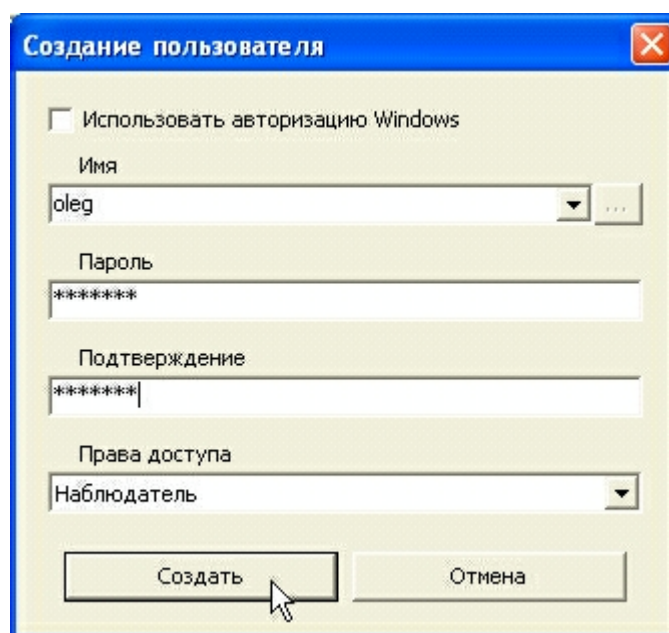 Создание пользователя
Использовать авторизацию Windows
Имя
oleg
...
Пароль
*******
Подтверждение
*******
Права доступа
Наблюдатель
Создать
Отмена